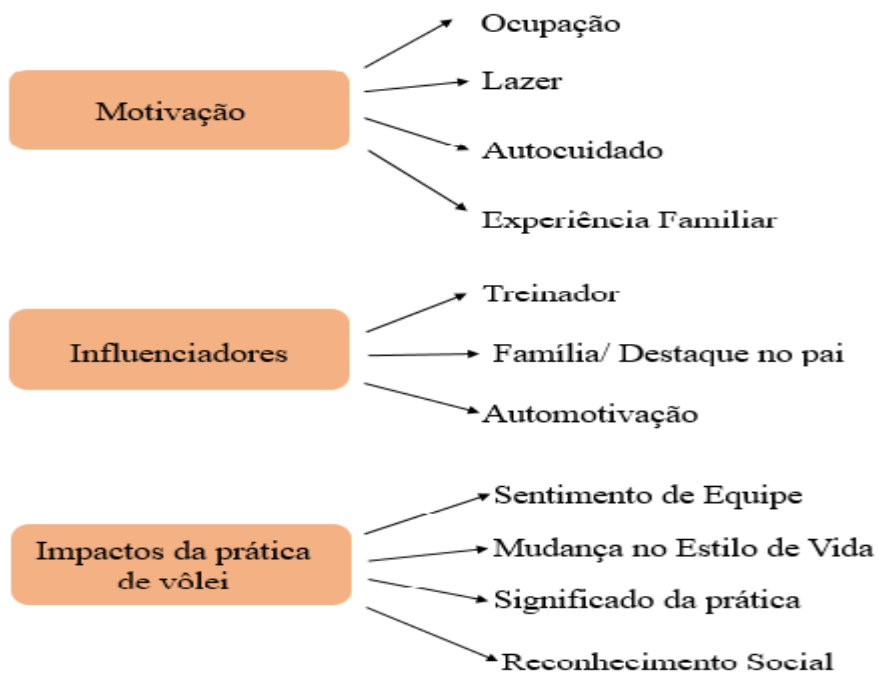 Motivação
Ocupação
Lazer
Autocuidado
Experiência Familiar
Influenciadores
Treinador
Família/ Destaque no pai
Automotivação
Impactos da prática
de vôlei
Sentimento de Equipe
Mudança no Estilo de Vida
Significado da prática
Reconhecimento Social